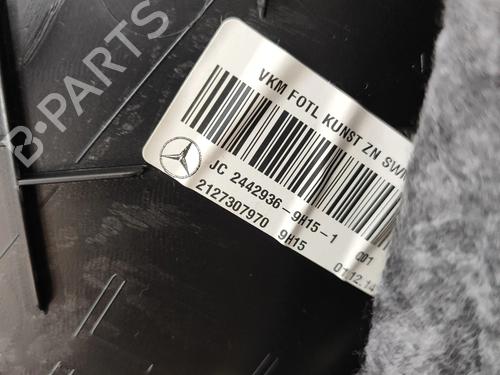 B-PARTS
VKM FOTL KUNST ZN SW
JC 2442936-9H15-1 001
2127307970 9H15 01.12.14